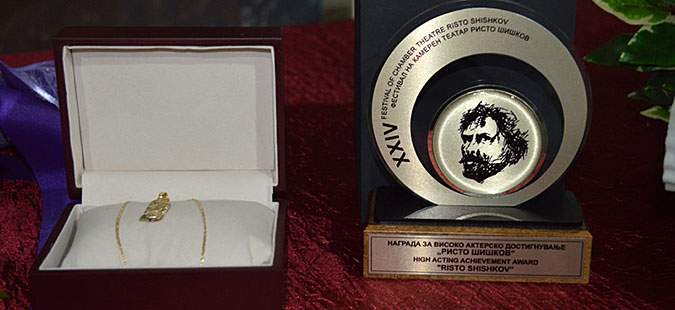 XXIV FESTIVAL OF CHAMBER THEATRE RISTO SHISHKOV
ФЕСТИВАЛ НА КАМЕРЕН ТЕАТАР РИСТО ШИШКОВ
НАГРАДА ЗА ВИСОКО АКТЕРСКО ДОСТИГНУВАЊЕ
„РИСТО ШИШКОВ"
HIGH ACTING ACHIEVEMENT AWARD
"RISTO SHISHKOV"